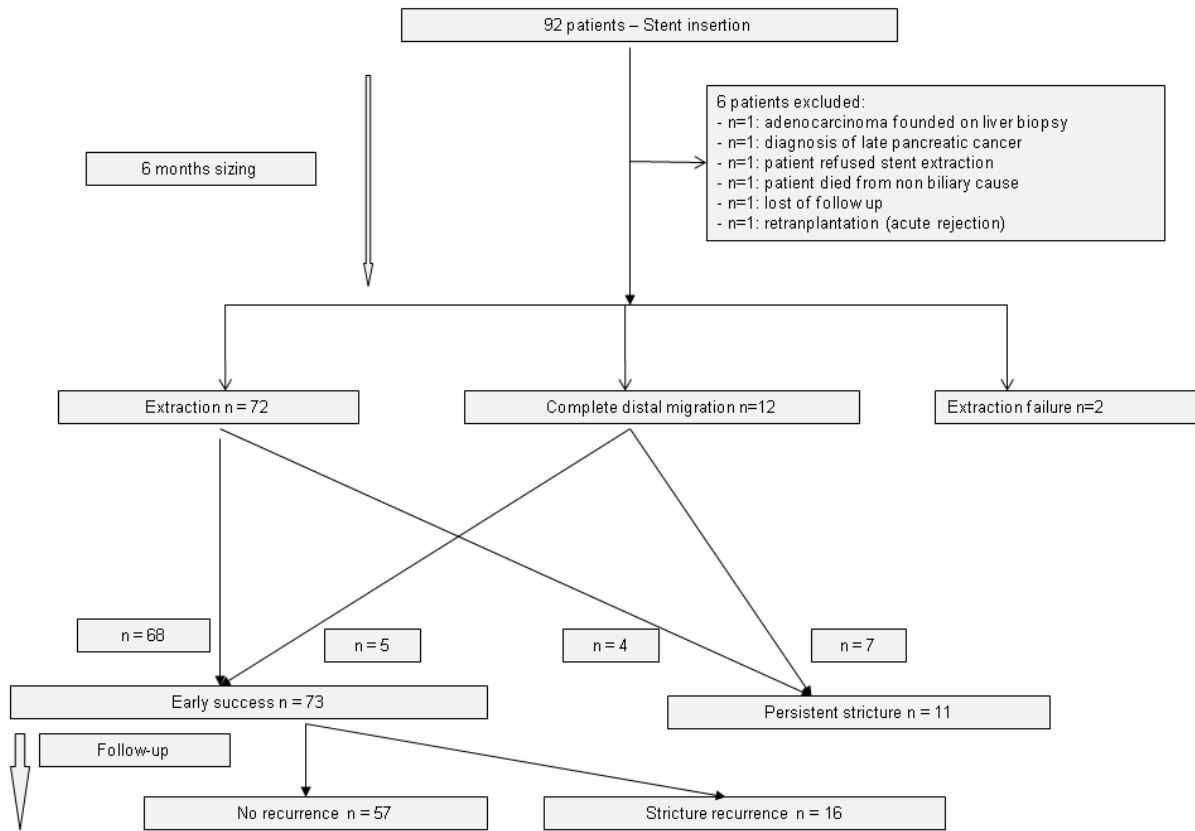 92 patients – Stent insertion
6 patients excluded:
- n=1: adenocarcinoma founded on liver biopsy
- n=1: diagnosis of late pancreatic cancer
- n=1: patient refused stent extraction
- n=1: patient died from non biliary cause
- n=1: lost of follow up
- n=1: retranplantation (acute rejection)
6 months sizing
Extraction n = 72
Complete distal migration n=12
Extraction failure n=2
n = 68
n = 5
n = 4
n = 7
Early success n = 73
Persistent stricture n = 11
Follow-up
No recurrence n = 57
Stricture recurrence n = 16